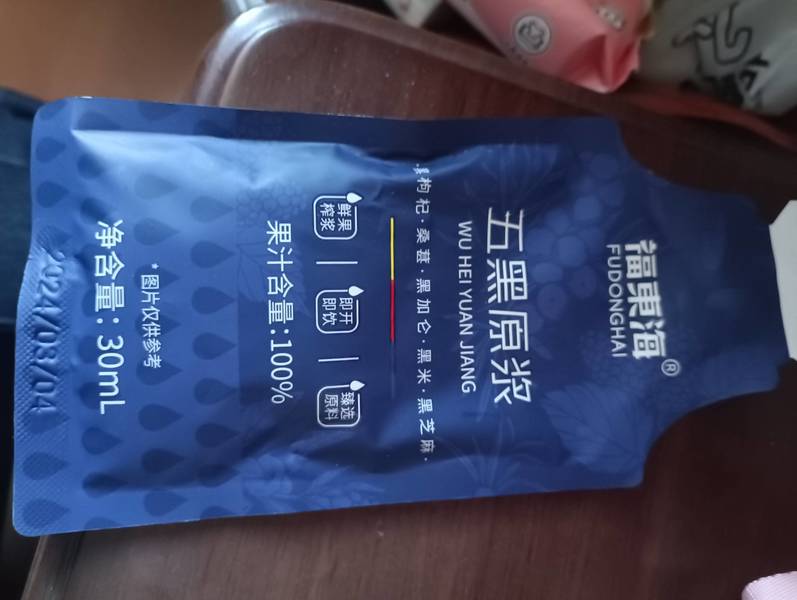 福東海®
FUDONGHAI
五黑原浆
WU HEI YUAN JIANG
黑枸杞·桑葚·黑加仑·黑米·黑芝麻·
鲜果榨浆
即开即饮
臻选原料
果汁含量:100%
*图片仅供参考
净含量:30mL
2024/03/04